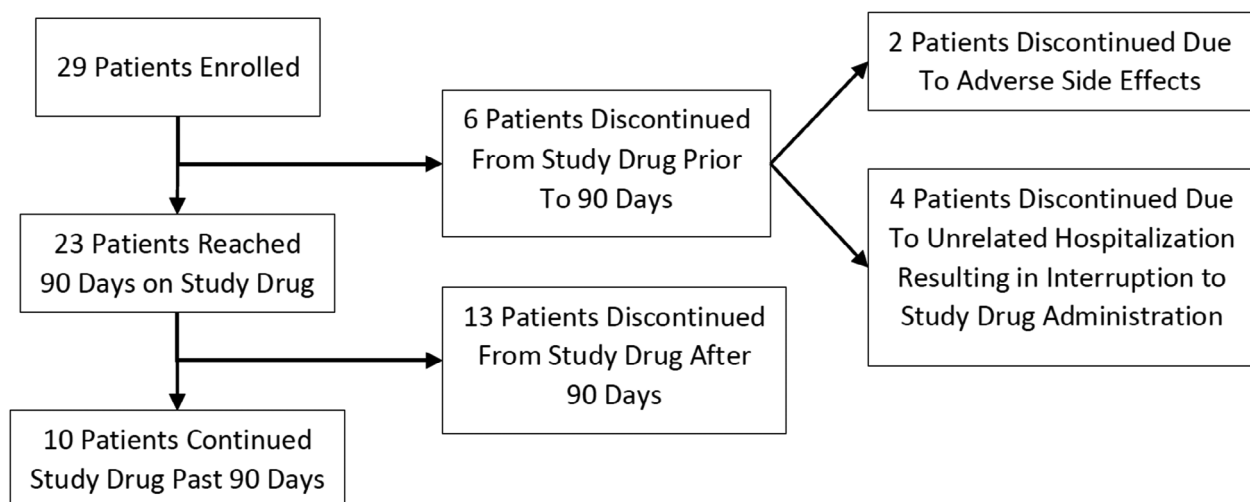 29 Patients Enrolled
6 Patients Discontinued
From Study Drug Prior
To 90 Days
2 Patients Discontinued Due
To Adverse Side Effects
4 Patients Discontinued Due
To Unrelated Hospitalization
Resulting in Interruption to
Study Drug Administration
23 Patients Reached
90 Days on Study Drug
13 Patients Discontinued
From Study Drug After
90 Days
10 Patients Continued
Study Drug Past 90 Days